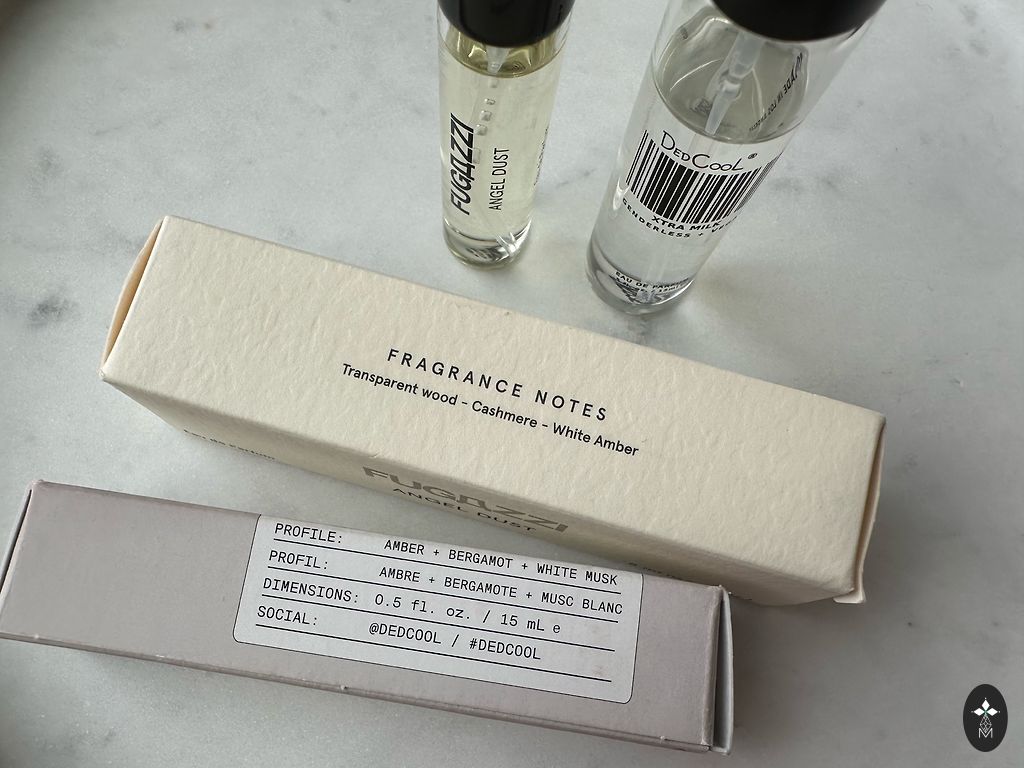 FUGAZZI
ANGEL DUST
DEDCOOL ®
XTRA MILK
GENDERLESS +
EAU DE PARFUM
FRAGRANCE NOTES
Transparent wood – Cashmere – White Amber
FUGAZZI
ANGEL DUST
PROFILE: AMBER + BERGAMOT + WHITE MUSK
PROFIL: AMBRE + BERGAMOTE + MUSC BLANC
DIMENSIONS: 0.5 fl. oz. / 15 mL e
SOCIAL: @DEDCOOL / #DEDCOOL
M